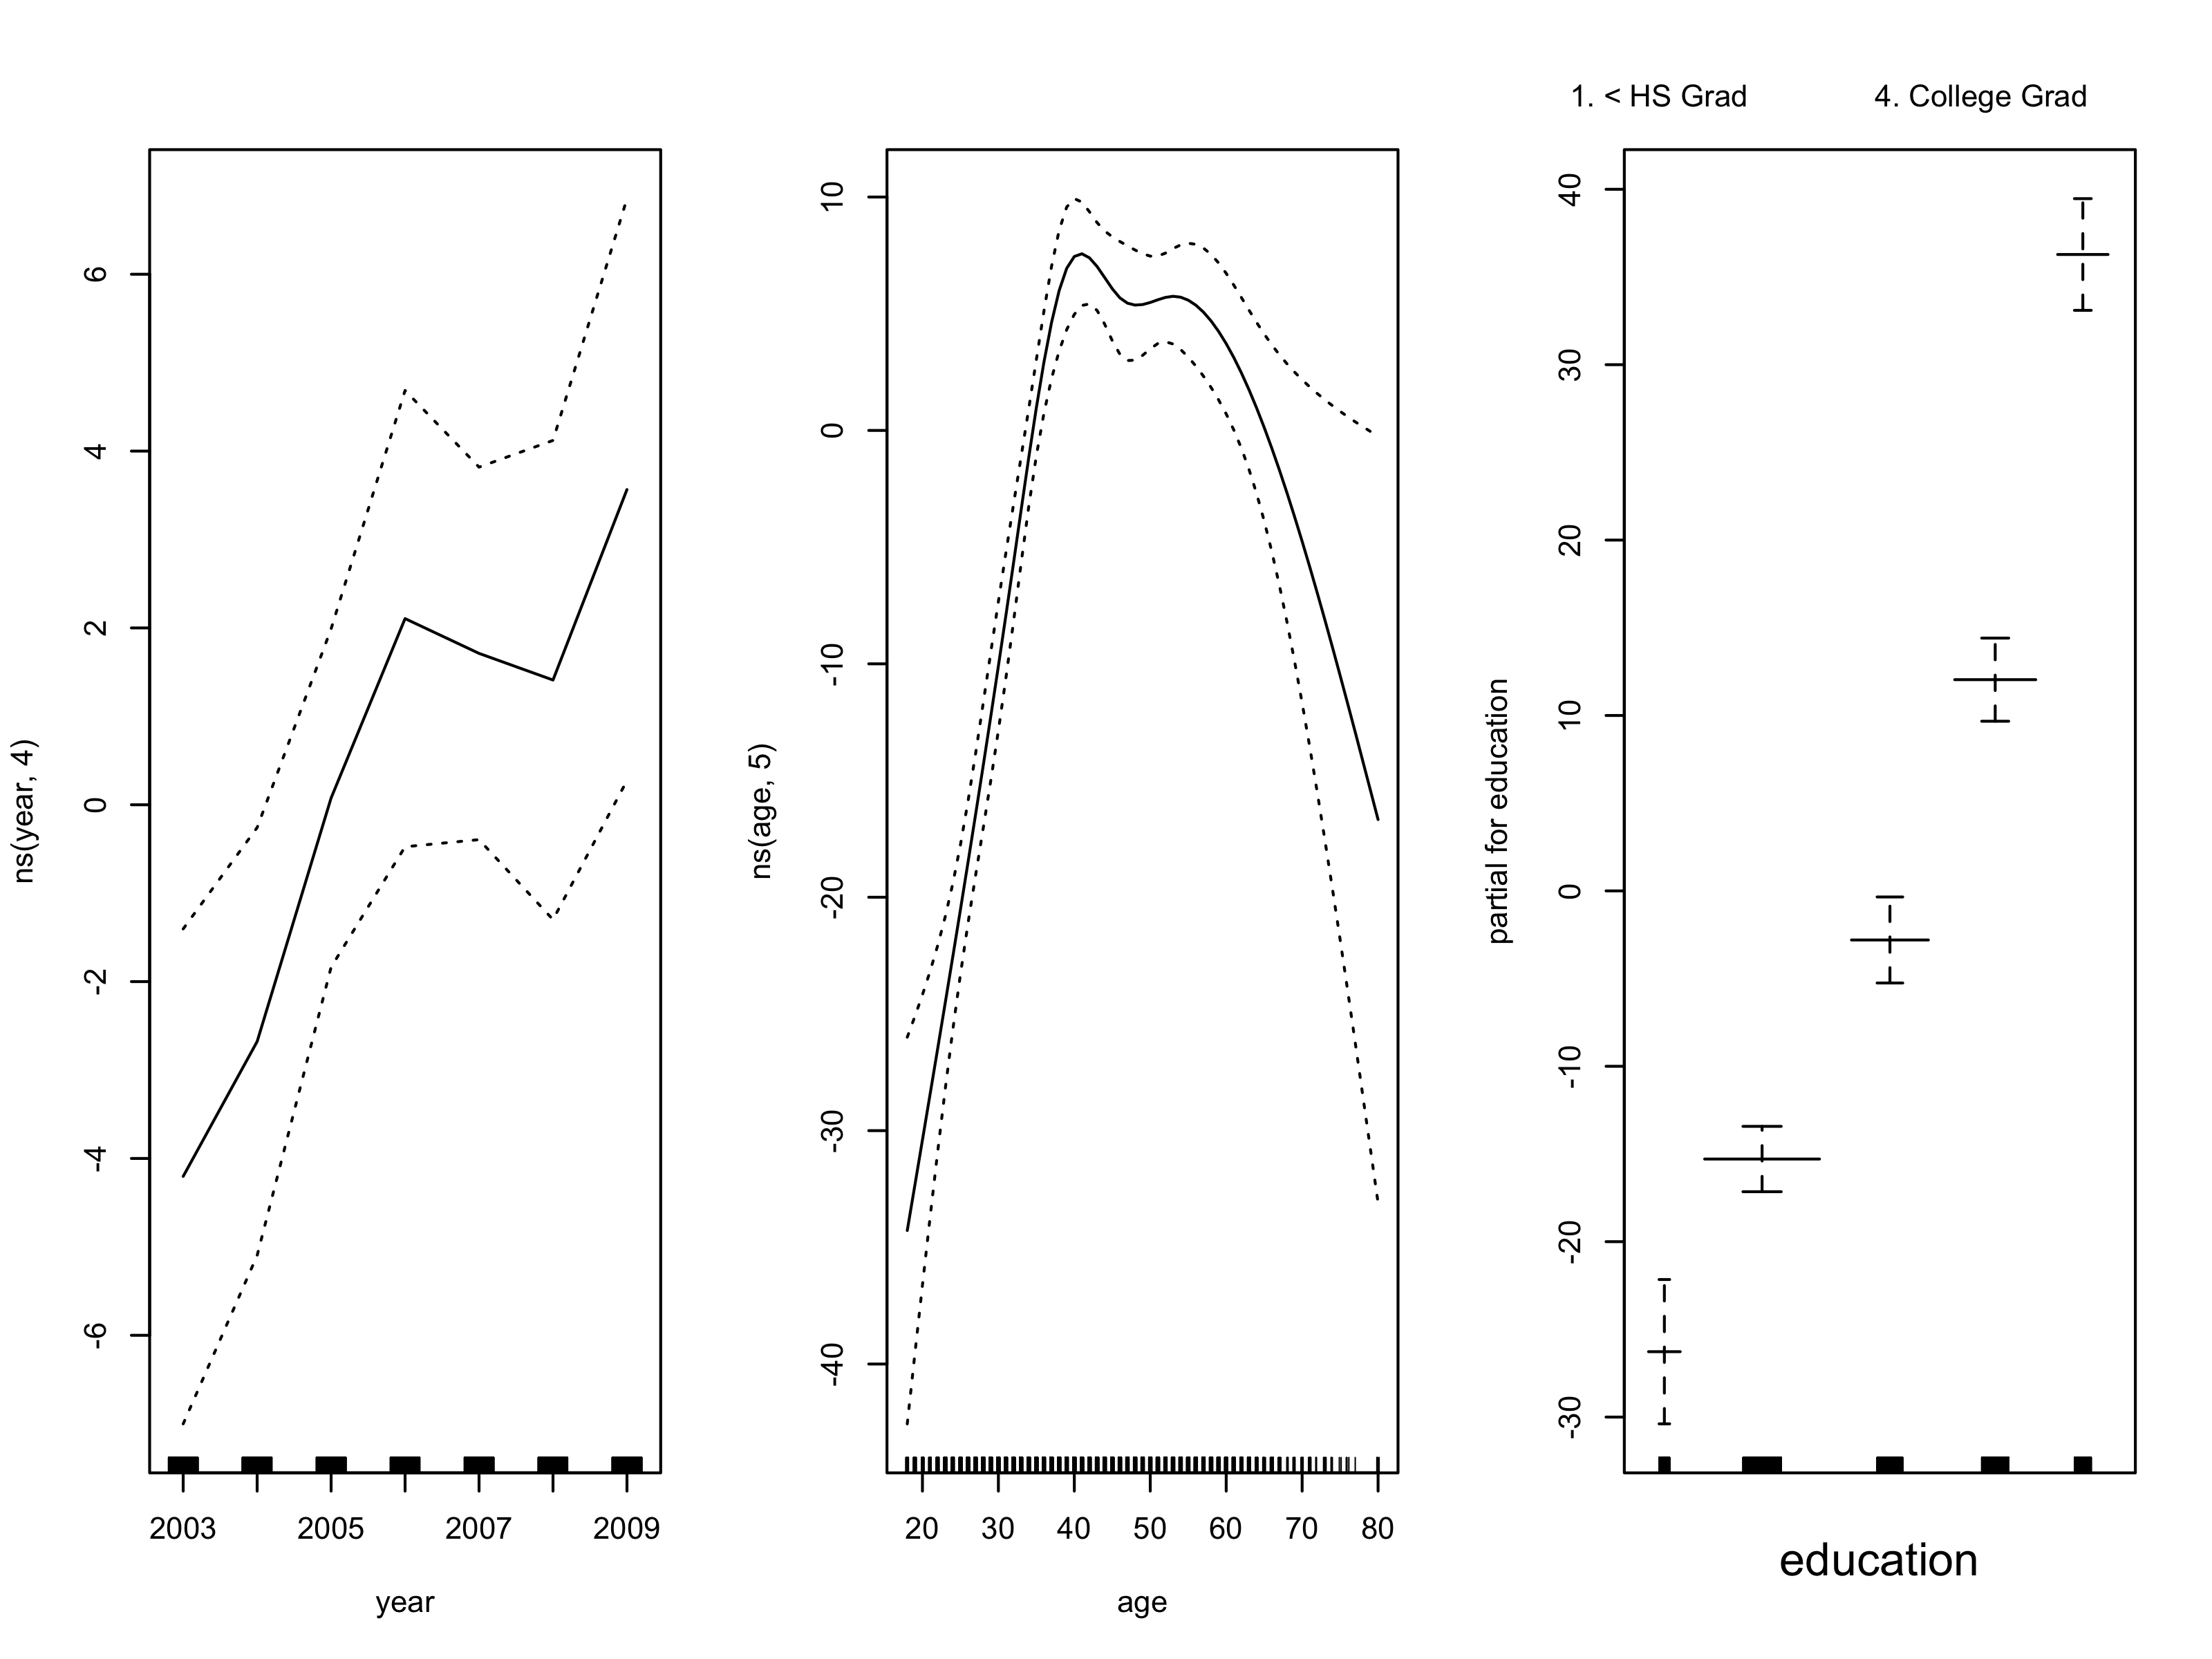 ns(year, 4)
6
4
2
0
-2
-4
-6
2003 2005 2007 2009
year
ns(age, 5)
10
0
-10
-20
-30
-40
20 30 40 50 60 70 80
age
1. < HS Grad 4. College Grad
partial for education
40
30
20
10
0
-10
-20
-30
education